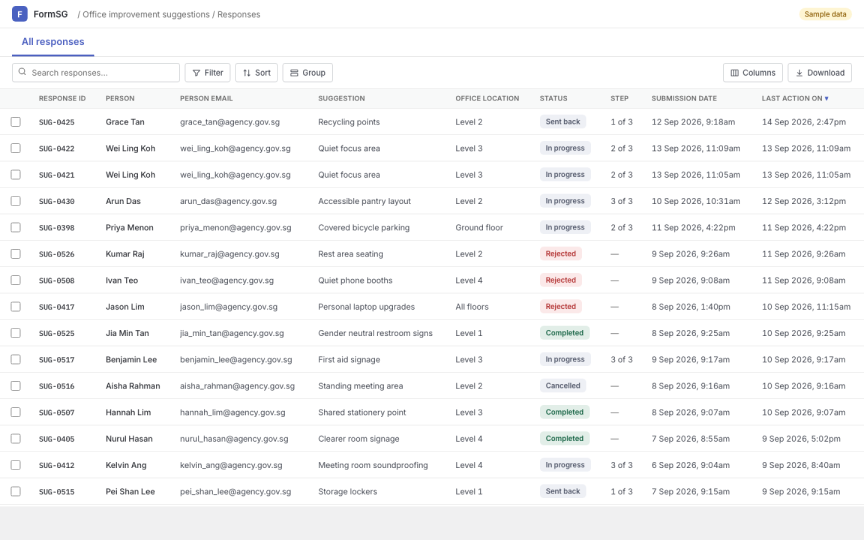 F FormSG / Office improvement suggestions / Responses Sample data
All responses
Search responses... Filter Sort Group Columns Download
RESPONSE ID PERSON PERSON EMAIL SUGGESTION OFFICE LOCATION STATUS STEP SUBMISSION DATE LAST ACTION ON ▼
SUG-0425 Grace Tan grace_tan@agency.gov.sg Recycling points Level 2 Sent back 1 of 3 12 Sep 2026, 9:18am 14 Sep 2026, 2:47pm
SUG-0422 Wei Ling Koh wei_ling_koh@agency.gov.sg Quiet focus area Level 3 In progress 2 of 3 13 Sep 2026, 11:09am 13 Sep 2026, 11:09am
SUG-0421 Wei Ling Koh wei_ling_koh@agency.gov.sg Quiet focus area Level 3 In progress 2 of 3 13 Sep 2026, 11:05am 13 Sep 2026, 11:05am
SUG-0430 Arun Das arun_das@agency.gov.sg Accessible pantry layout Level 2 In progress 3 of 3 10 Sep 2026, 10:31am 12 Sep 2026, 3:12pm
SUG-0398 Priya Menon priya_menon@agency.gov.sg Covered bicycle parking Ground floor In progress 2 of 3 11 Sep 2026, 4:22pm 11 Sep 2026, 4:22pm
SUG-0526 Kumar Raj kumar_raj@agency.gov.sg Rest area seating Level 2 Rejected — 9 Sep 2026, 9:26am 11 Sep 2026, 9:26am
SUG-0508 Ivan Teo ivan_teo@agency.gov.sg Quiet phone booths Level 4 Rejected — 9 Sep 2026, 9:08am 11 Sep 2026, 9:08am
SUG-0417 Jason Lim jason_lim@agency.gov.sg Personal laptop upgrades All floors Rejected — 8 Sep 2026, 1:40pm 10 Sep 2026, 11:15am
SUG-0525 Jia Min Tan jia_min_tan@agency.gov.sg Gender neutral restroom signs Level 1 Completed — 8 Sep 2026, 9:25am 10 Sep 2026, 9:25am
SUG-0517 Benjamin Lee benjamin_lee@agency.gov.sg First aid signage Level 3 In progress 3 of 3 9 Sep 2026, 9:17am 10 Sep 2026, 9:17am
SUG-0516 Aisha Rahman aisha_rahman@agency.gov.sg Standing meeting area Level 2 Cancelled — 8 Sep 2026, 9:16am 10 Sep 2026, 9:16am
SUG-0507 Hannah Lim hannah_lim@agency.gov.sg Shared stationery point Level 3 Completed — 8 Sep 2026, 9:07am 10 Sep 2026, 9:07am
SUG-0405 Nurul Hasan nurul_hasan@agency.gov.sg Clearer room signage Level 4 Completed — 7 Sep 2026, 8:55am 9 Sep 2026, 5:02pm
SUG-0412 Kelvin Ang kelvin_ang@agency.gov.sg Meeting room soundproofing Level 4 In progress 3 of 3 6 Sep 2026, 9:04am 9 Sep 2026, 8:40am
SUG-0515 Pei Shan Lee pei_shan_lee@agency.gov.sg Storage lockers Level 1 Sent back 1 of 3 7 Sep 2026, 9:15am 9 Sep 2026, 9:15am